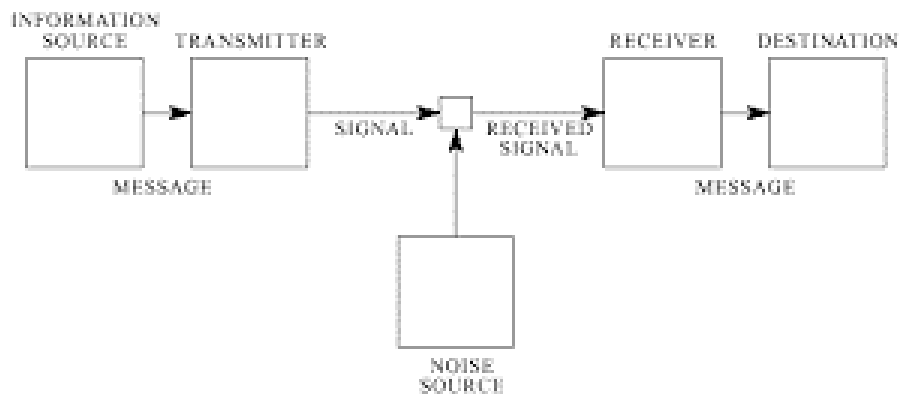 INFORMATION
SOURCE
TRANSMITTER
RECEIVER
DESTINATION
SIGNAL
RECEIVED
SIGNAL
MESSAGE
MESSAGE
NOISE
SOURCE